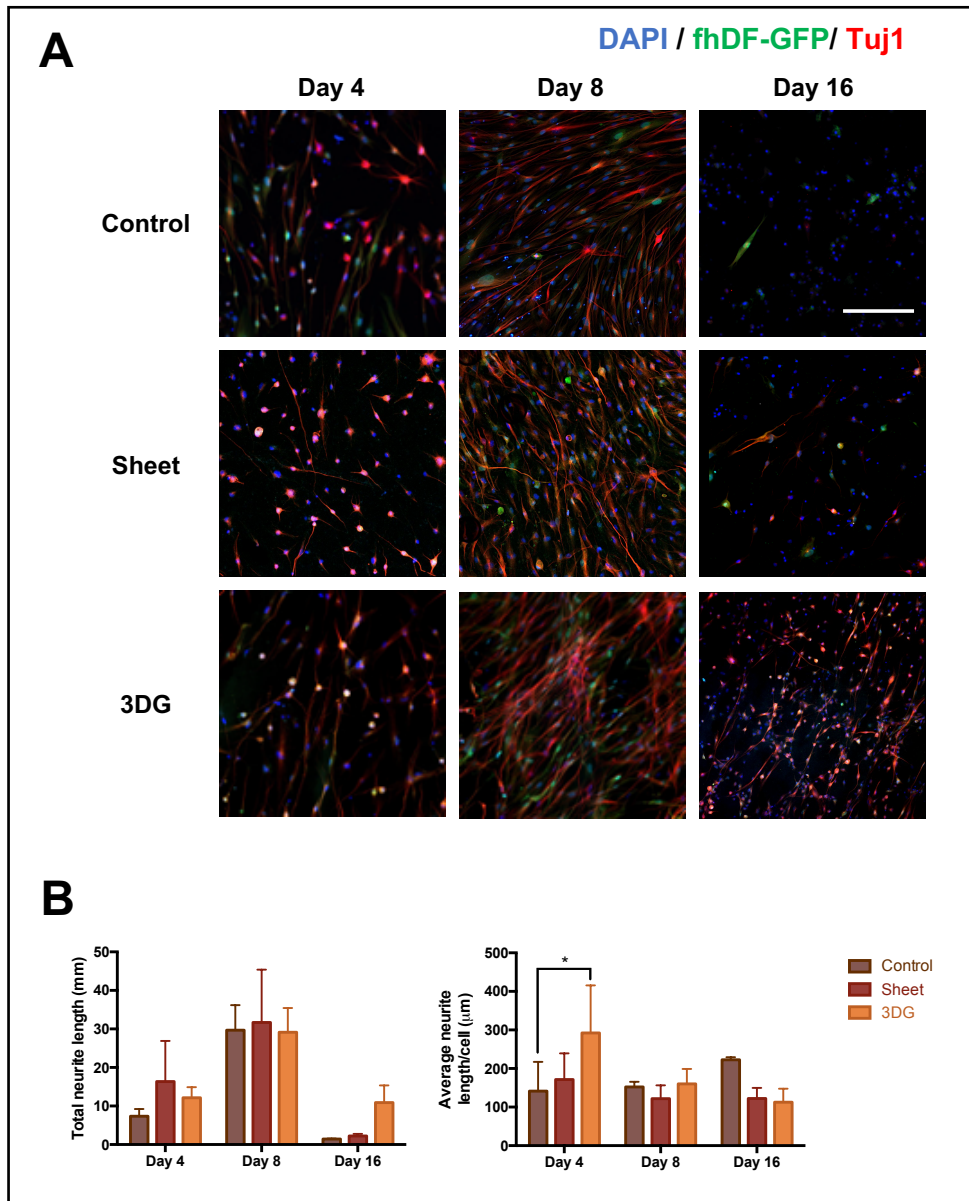 A
DAPI / fhDF-GFP/ Tuj1
Day 4 Day 8 Day 16
Control
Sheet
3DG
B
Total neurite length (mm)
50
40
30
20
10
0
Day 4 Day 8 Day 16
Average neurite
length/cell (μm)
500
400
300
200
100
0
*
Day 4 Day 8 Day 16
Control
Sheet
3DG